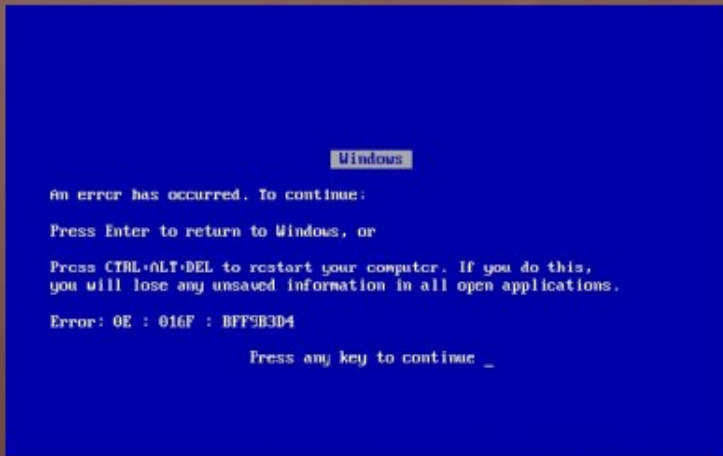 Windows
An error has occurred. To continue:
Press Enter to return to Windows, or
Press CTRL+ALT+DEL to restart your computer. If you do this,
you will lose any unsaved information in all open applications.
Error: 0E : 016F : BFF9B3D4
Press any key to continue _